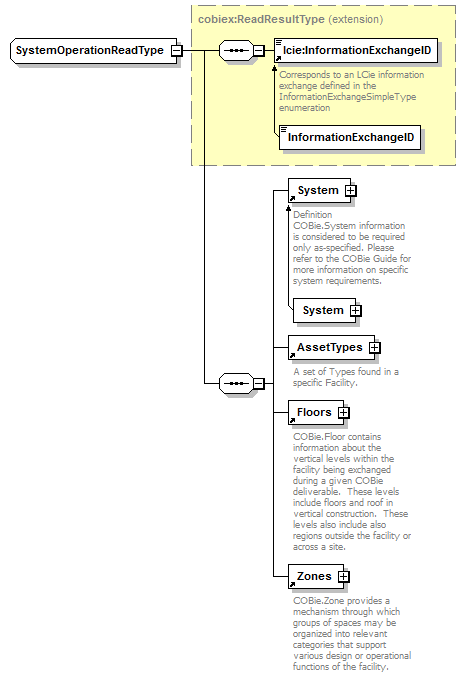 cobiex:ReadResultType (extension)
SystemOperationReadType
lcie:InformationExchangeID
Corresponds to an LCie information
exchange defined in the
InformationExchangeSimpleType
enumeration
InformationExchangeID
System
Definition
COBie.System information
is considered to be required
only as-specified. Please
refer to the COBie Guide for
more information on specific
system requirements.
System
AssetTypes
A set of Types found in a
specific Facility.
Floors
COBie.Floor contains
information about the
vertical levels within the
facility being exchanged
during a given COBie
deliverable.  These levels
include floors and roof in
vertical construction.  These
levels also include also
regions outside the facility or
across a site.
Zones
COBie.Zone provides a
mechanism through which
groups of spaces may be
organized into relevant
categories that support
various design or operational
functions of the facility.